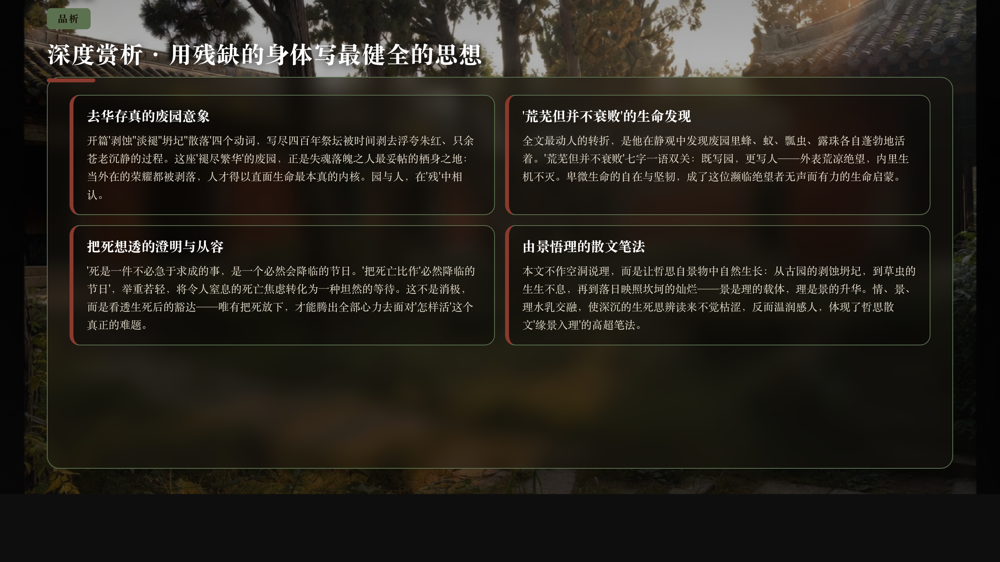 品析
深度赏析 · 用残缺的身体写最健全的思想
去华存真的废园意象
开篇'剥蚀''淡褪''坍圮''散落'四个动词，写尽四百年祭坛被时间剥去浮夸朱红、只余
苍老沉静的过程。这座'褪尽繁华'的废园，正是失魂落魄之人最妥帖的栖身之地：
当外在的荣耀都被剥落，人才得以直面生命最本真的内核。园与人，在'残'中相
认。
'荒芜但并不衰败'的生命发现
全文最动人的转折，是他在静观中发现废园里蜂、蚁、瓢虫、露珠各自蓬勃地活
着。'荒芜但并不衰败'七字一语双关：既写园，更写人——外表荒凉绝望，内里生
机不灭。卑微生命的自在与坚韧，成了这位濒临绝望者无声而有力的生命启蒙。
把死想透的澄明与从容
'死是一件不必急于求成的事，是一个必然会降临的节日。'把死亡比作'必然降临的
节日'，举重若轻，将令人窒息的死亡焦虑转化为一种坦然的等待。这不是消极，
而是看透生死后的豁达——唯有把死放下，才能腾出全部心力去面对'怎样活'这个
真正的难题。
由景悟理的散文笔法
本文不作空洞说理，而是让哲思自景物中自然生长：从古园的剥蚀坍圮，到草虫的
生生不息，再到落日映照坎坷的灿烂——景是理的载体，理是景的升华。情、景、
理水乳交融，使深沉的生死思辨读来不觉枯涩，反而温润感人，体现了哲思散
文'缘景入理'的高超笔法。